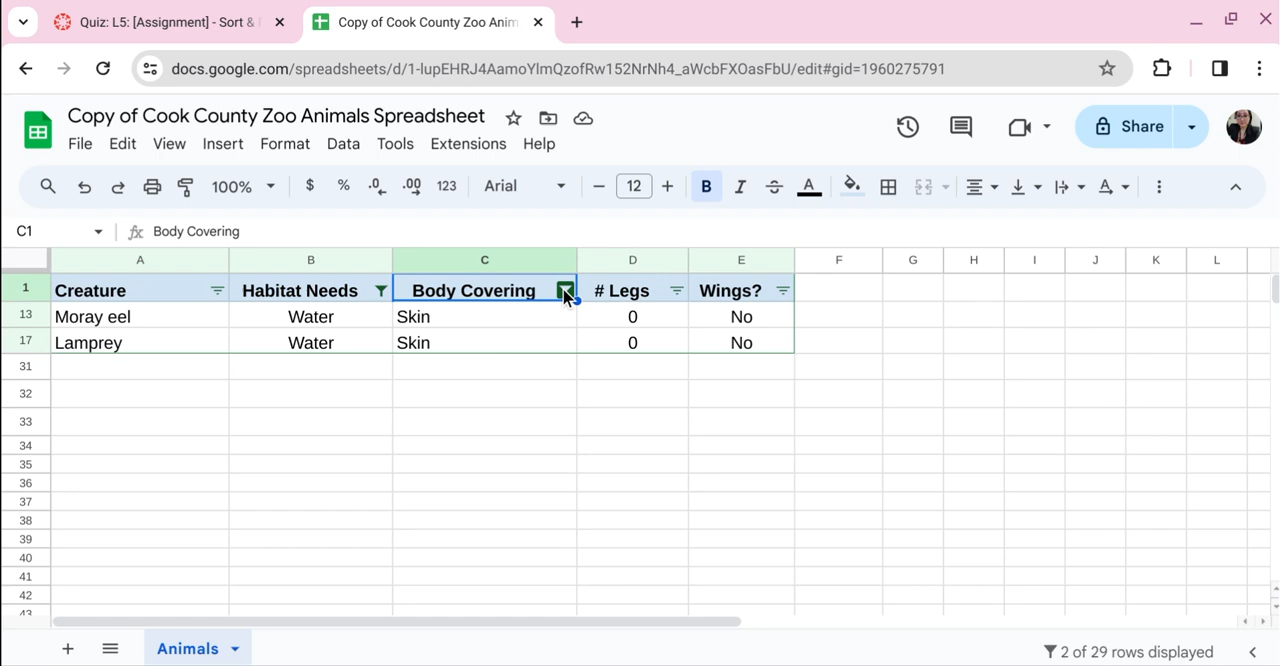 Quiz: L5: [Assignment] - Sort &
Copy of Cook County Zoo Anim
docs.google.com/spreadsheets/d/1-lupEHRJ4AamoYlmQzofRw152NrNh4_aWcbFXOasFbU/edit#gid=1960275791
Copy of Cook County Zoo Animals Spreadsheet
Share
File Edit View Insert Format Data Tools Extensions Help
100% $ % .0 .00 123 Arial 12 B I A A
C1 fx Body Covering
A B C D E F G H I J K L
1 Creature Habitat Needs Body Covering # Legs Wings?
13 Moray eel Water Skin 0 No
17 Lamprey Water Skin 0 No
31
32
33
34
35
36
37
38
39
40
41
42
43
Animals
2 of 29 rows displayed